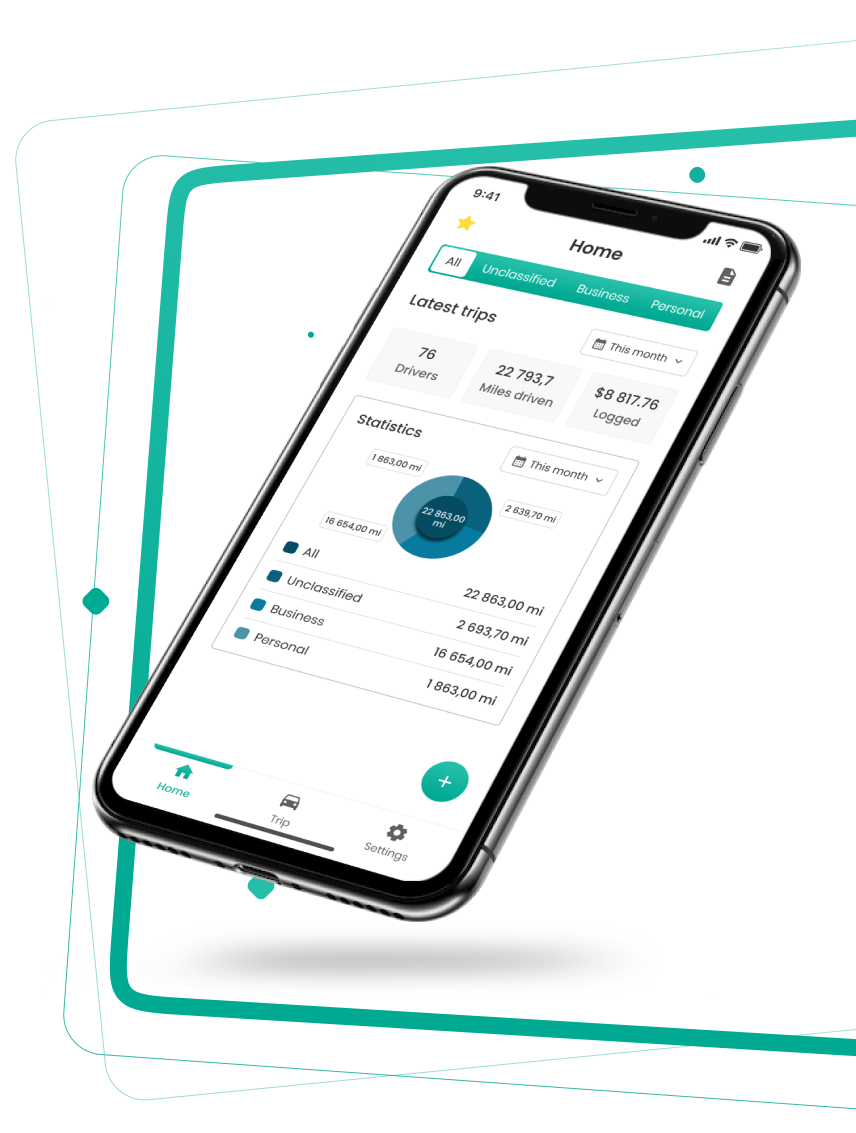 9:41
Home
All Unclassified Business Personal
Latest trips
This month
76
Drivers
22 793,7
Miles driven
$8 817.76
Logged
Statistics
This month
1 863,00 mi
2 639,70 mi
16 654,00 mi
22 863,00
mi
All 22 863,00 mi
Unclassified 2 693,70 mi
Business 16 654,00 mi
Personal 1 863,00 mi
+
Home
Trip
Settings